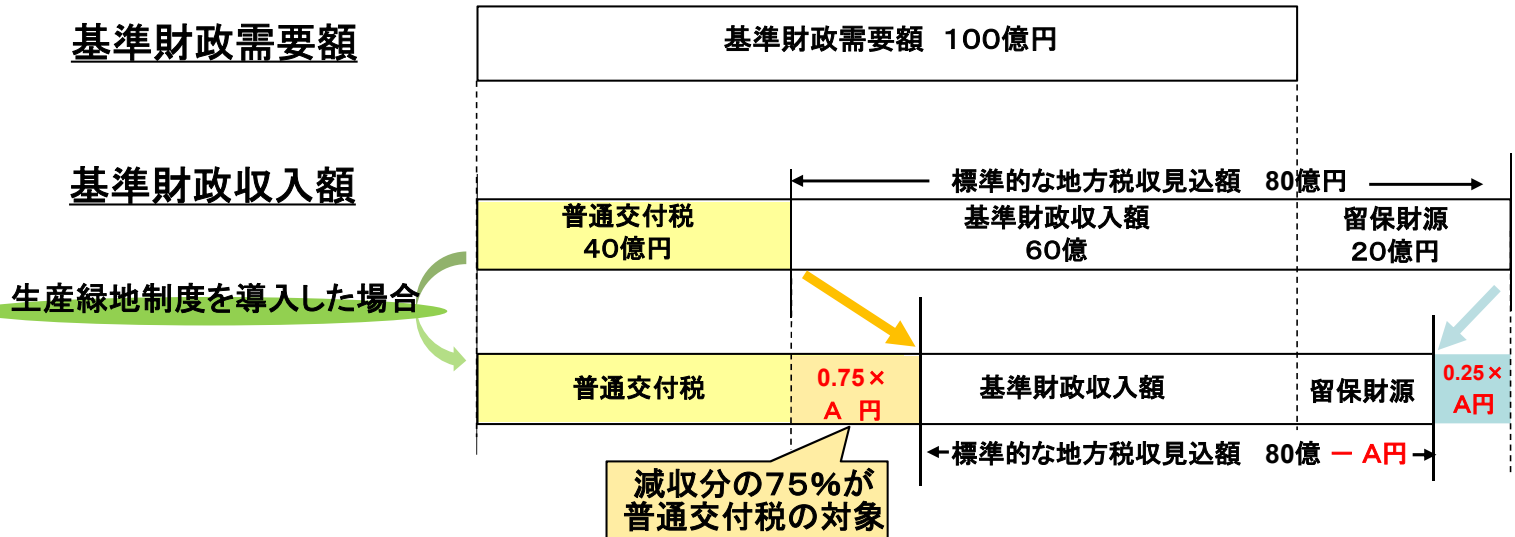 基準財政需要額
基準財政需要額　100億円
基準財政収入額
標準的な地方税収見込額　80億円
普通交付税
40億円
基準財政収入額
60億
留保財源
20億円
生産緑地制度を導入した場合
普通交付税
0.75×
A　円
基準財政収入額
留保財源
0.25×
A円
標準的な地方税収見込額　80億 － A円
減収分の75%が
普通交付税の対象